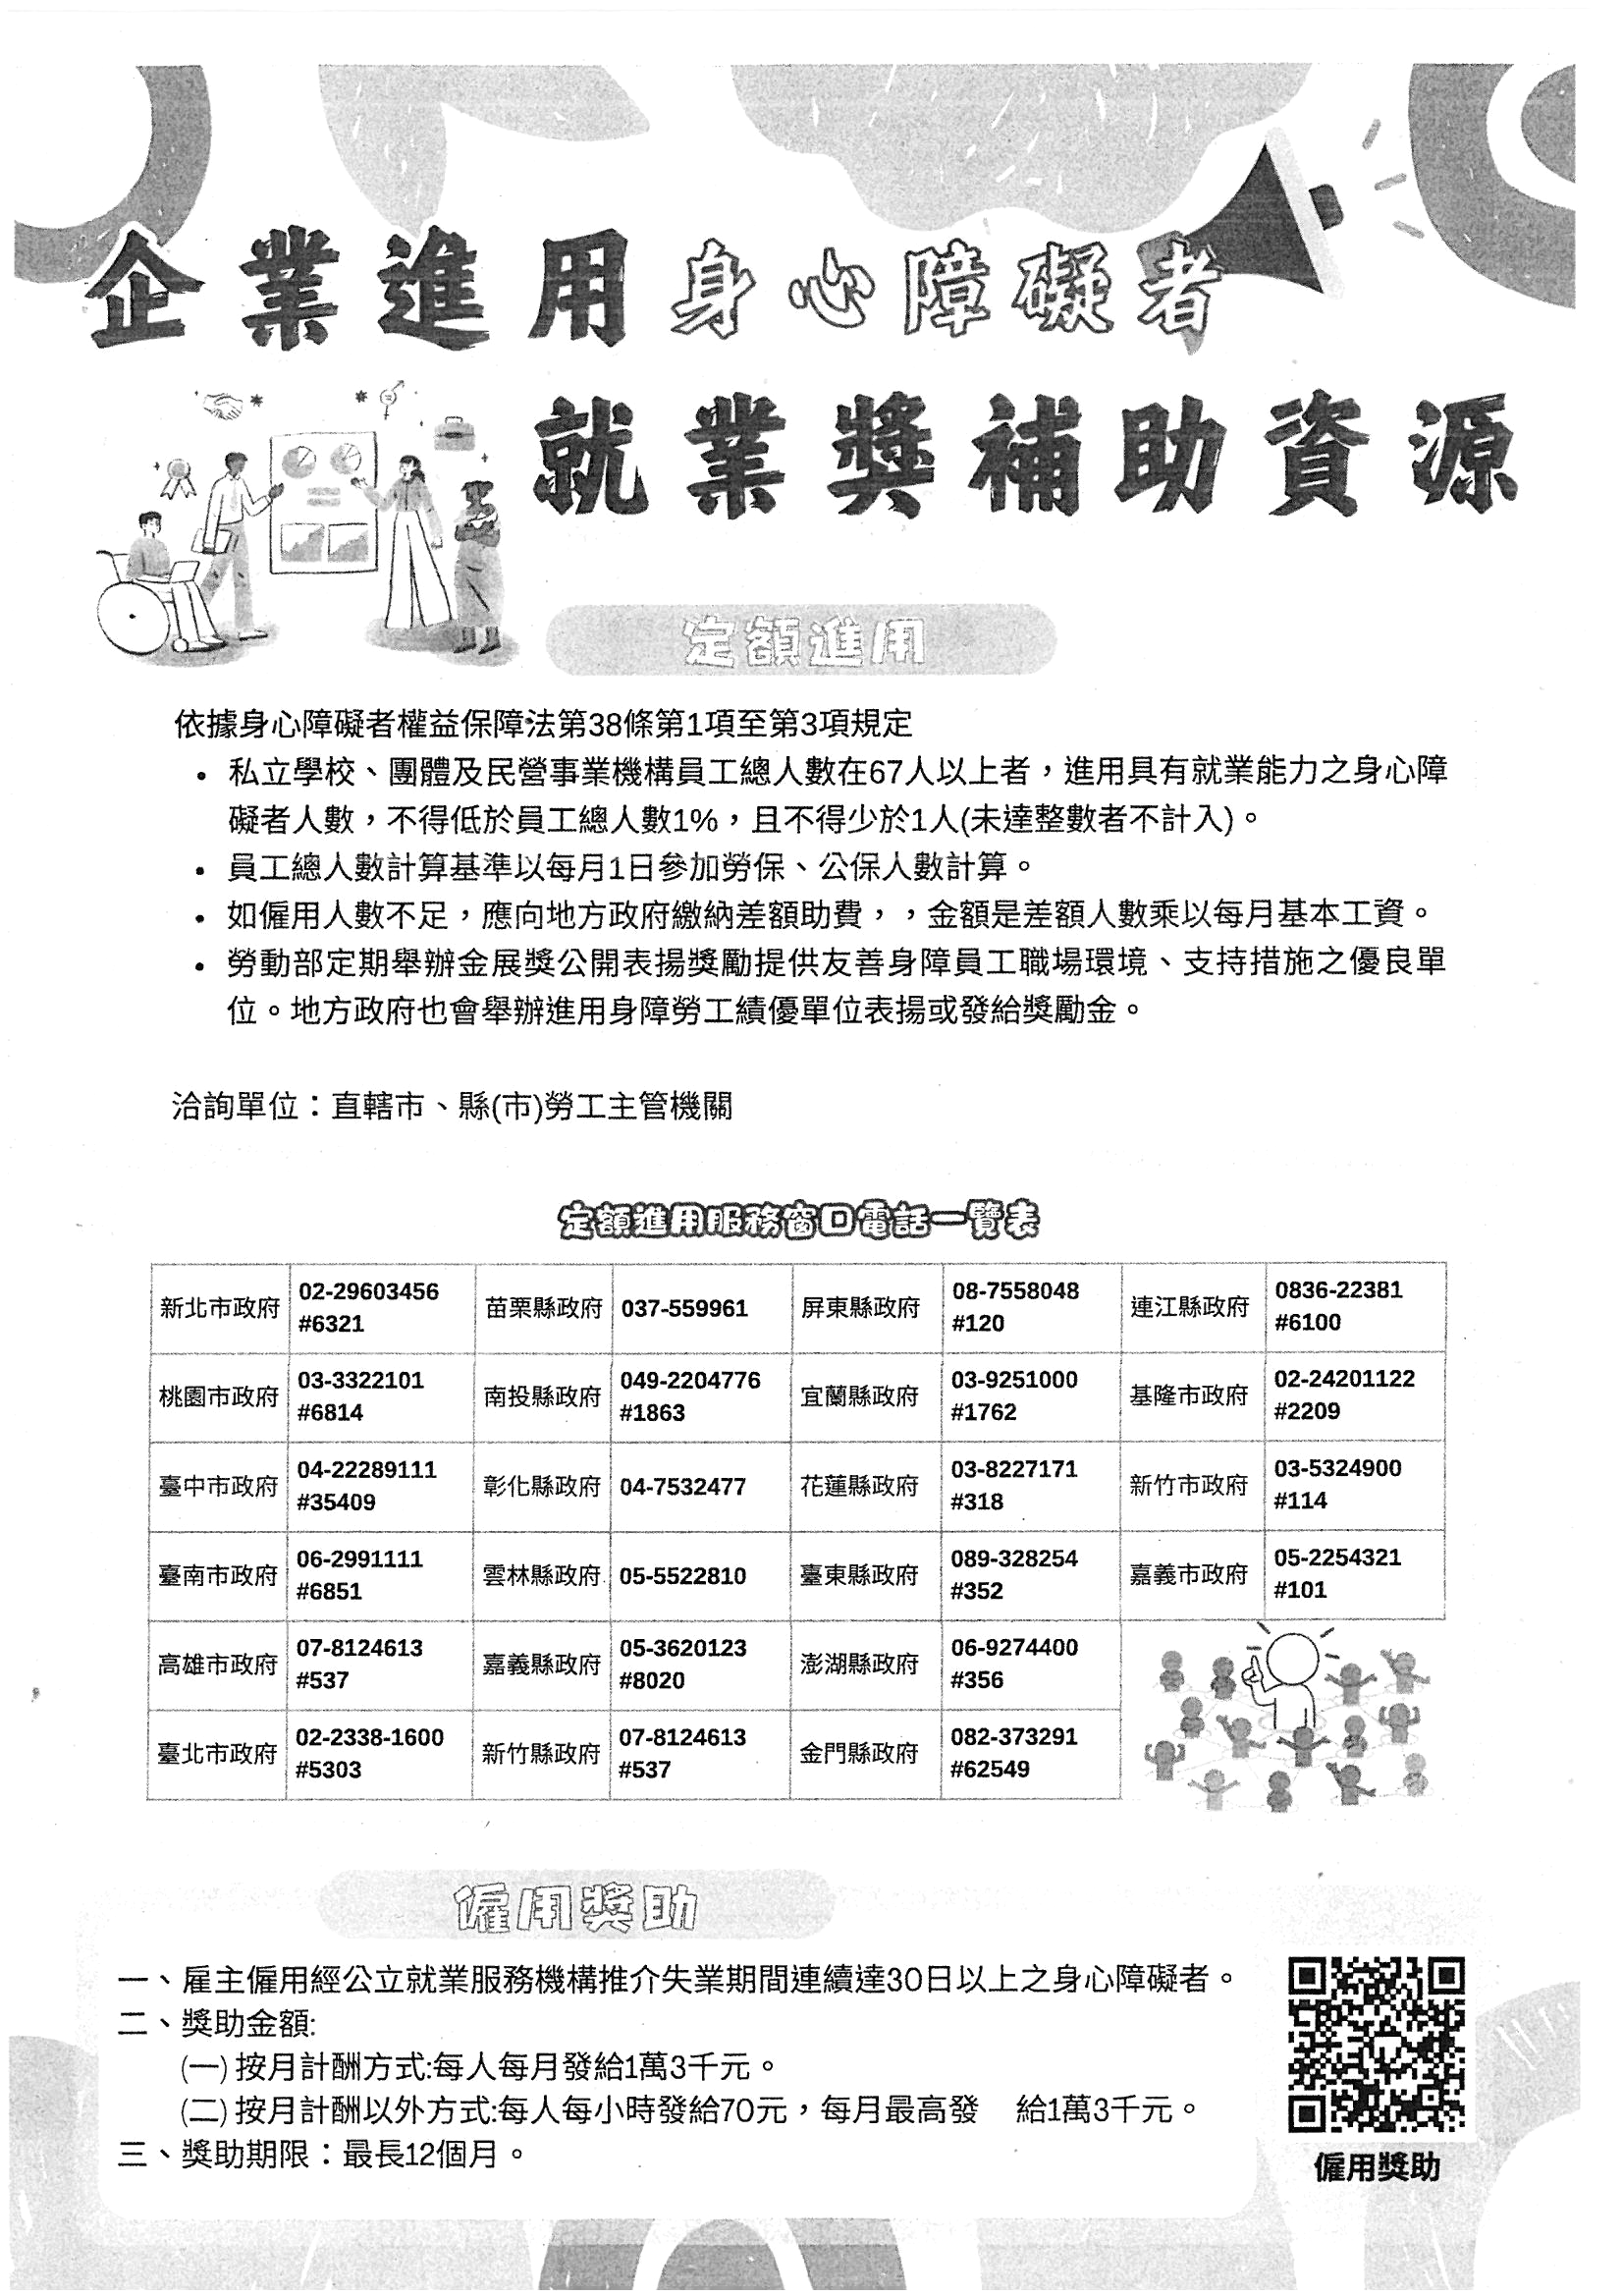 企業進用身心障礙者
就業獎補助資源
定額進用
依據身心障礙者權益保障法第38條第1項至第3項規定
• 私立學校、團體及民營事業機構員工總人數在67人以上者，進用具有就業能力之身心障
礙者人數，不得低於員工總人數1%，且不得少於1人(未達整數者不計入)。
• 員工總人數計算基準以每月1日參加勞保、公保人數計算。
• 如僱用人數不足，應向地方政府繳納差額助費，，金額是差額人數乘以每月基本工資。
• 勞動部定期舉辦金展獎公開表揚獎勵提供友善身障員工職場環境、支持措施之優良單
位。地方政府也會舉辦進用身障勞工績優單位表揚或發給獎勵金。
洽詢單位：直轄市、縣(市)勞工主管機關
定額進用服務窗口電話一覽表
新北市政府 02-29603456 #6321 苗栗縣政府 037-559961 屏東縣政府 08-7558048 #120 連江縣政府 0836-22381 #6100
桃園市政府 03-3322101 #6814 南投縣政府 049-2204776 #1863 宜蘭縣政府 03-9251000 #1762 基隆市政府 02-24201122 #2209
臺中市政府 04-22289111 #35409 彰化縣政府 04-7532477 花蓮縣政府 03-8227171 #318 新竹市政府 03-5324900 #114
臺南市政府 06-2991111 #6851 雲林縣政府 05-5522810 臺東縣政府 089-328254 #352 嘉義市政府 05-2254321 #101
高雄市政府 07-8124613 #537 嘉義縣政府 05-3620123 #8020 澎湖縣政府 06-9274400 #356
臺北市政府 02-2338-1600 #5303 新竹縣政府 07-8124613 #537 金門縣政府 082-373291 #62549
僱用獎助
一、雇主僱用經公立就業服務機構推介失業期間連續達30日以上之身心障礙者。
二、獎助金額:
(一) 按月計酬方式:每人每月發給1萬3千元。
(二) 按月計酬以外方式:每人每小時發給70元，每月最高發 給1萬3千元。
三、獎助期限：最長12個月。
僱用獎助